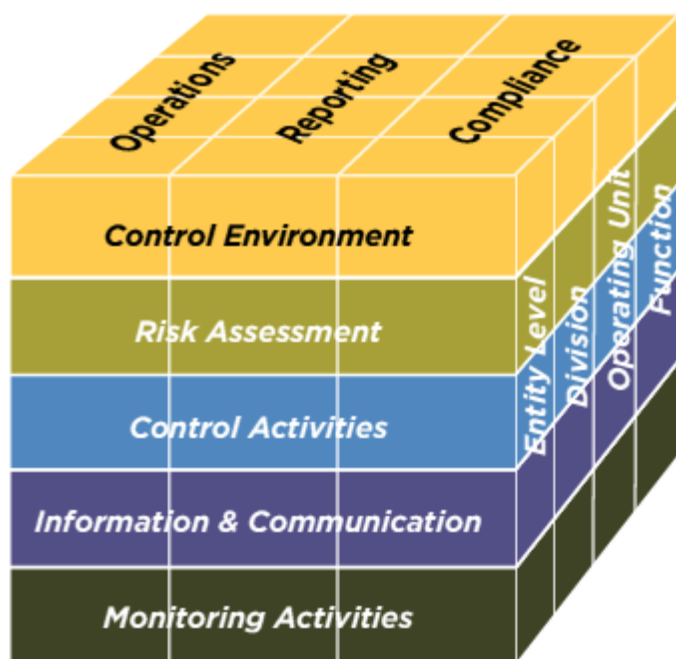 Operations
Reporting
Compliance
Control Environment
Risk Assessment
Control Activities
Information & Communication
Monitoring Activities
Entity Level
Division
Operating Unit
Function